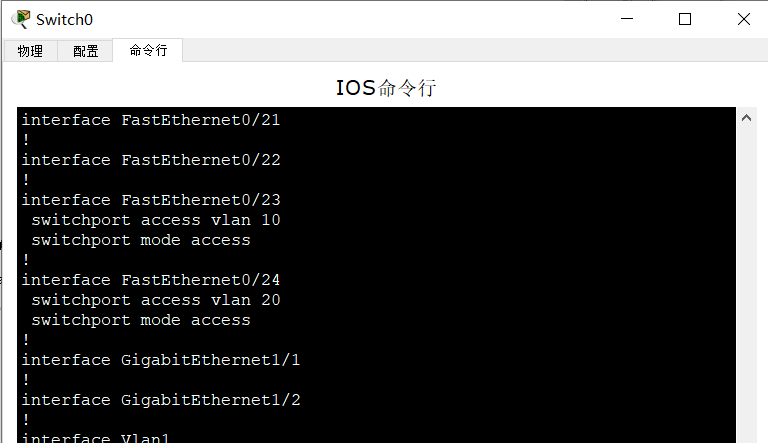 Switch0
物理 配置 命令行
IOS命令行
interface FastEthernet0/21
!
interface FastEthernet0/22
!
interface FastEthernet0/23
 switchport access vlan 10
 switchport mode access
!
interface FastEthernet0/24
 switchport access vlan 20
 switchport mode access
!
interface GigabitEthernet1/1
!
interface GigabitEthernet1/2
!
interface Vlan1